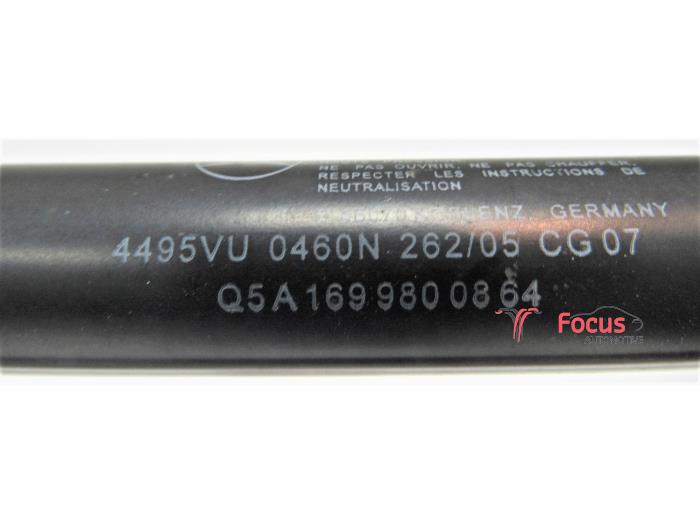 NE PAS OUVRIR, NE PAS CHAUFFER,
RESPECTER LES INSTRUCTIONS DE
NEUTRALISATION
GERMANY
4495VU 0460N 262/05 CG07
Q5A 169 980 08 64
Focus
AUTOMOTIVE